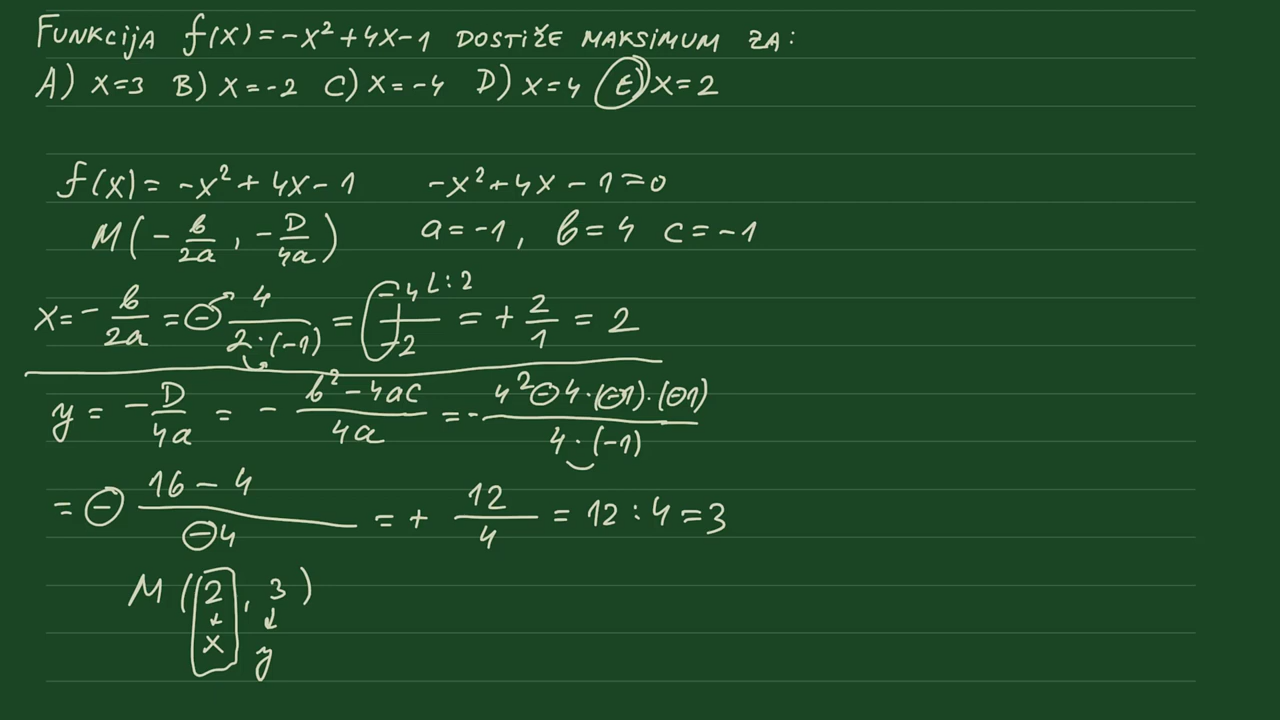 FUNKCIJA f(x) = -x² + 4x - 1 DOSTIŽE MAKSIMUM ZA:
A) x=3 B) x=-2 C) x=-4 D) x=4 E) x=2
f(x) = -x² + 4x - 1 -x² + 4x - 1 = 0
M(-b/2a, -D/4a) a = -1, b = 4 c = -1
x = -b/2a = - 4/2·(-1) = - 4/-2 L:2 = + 2/1 = 2
y = -D/4a = - b²-4ac/4a = - 4²-4·(-1)·(-1)/4·(-1)
= - 16-4/-4 = + 12/4 = 12 : 4 = 3
M(2, 3)
x y